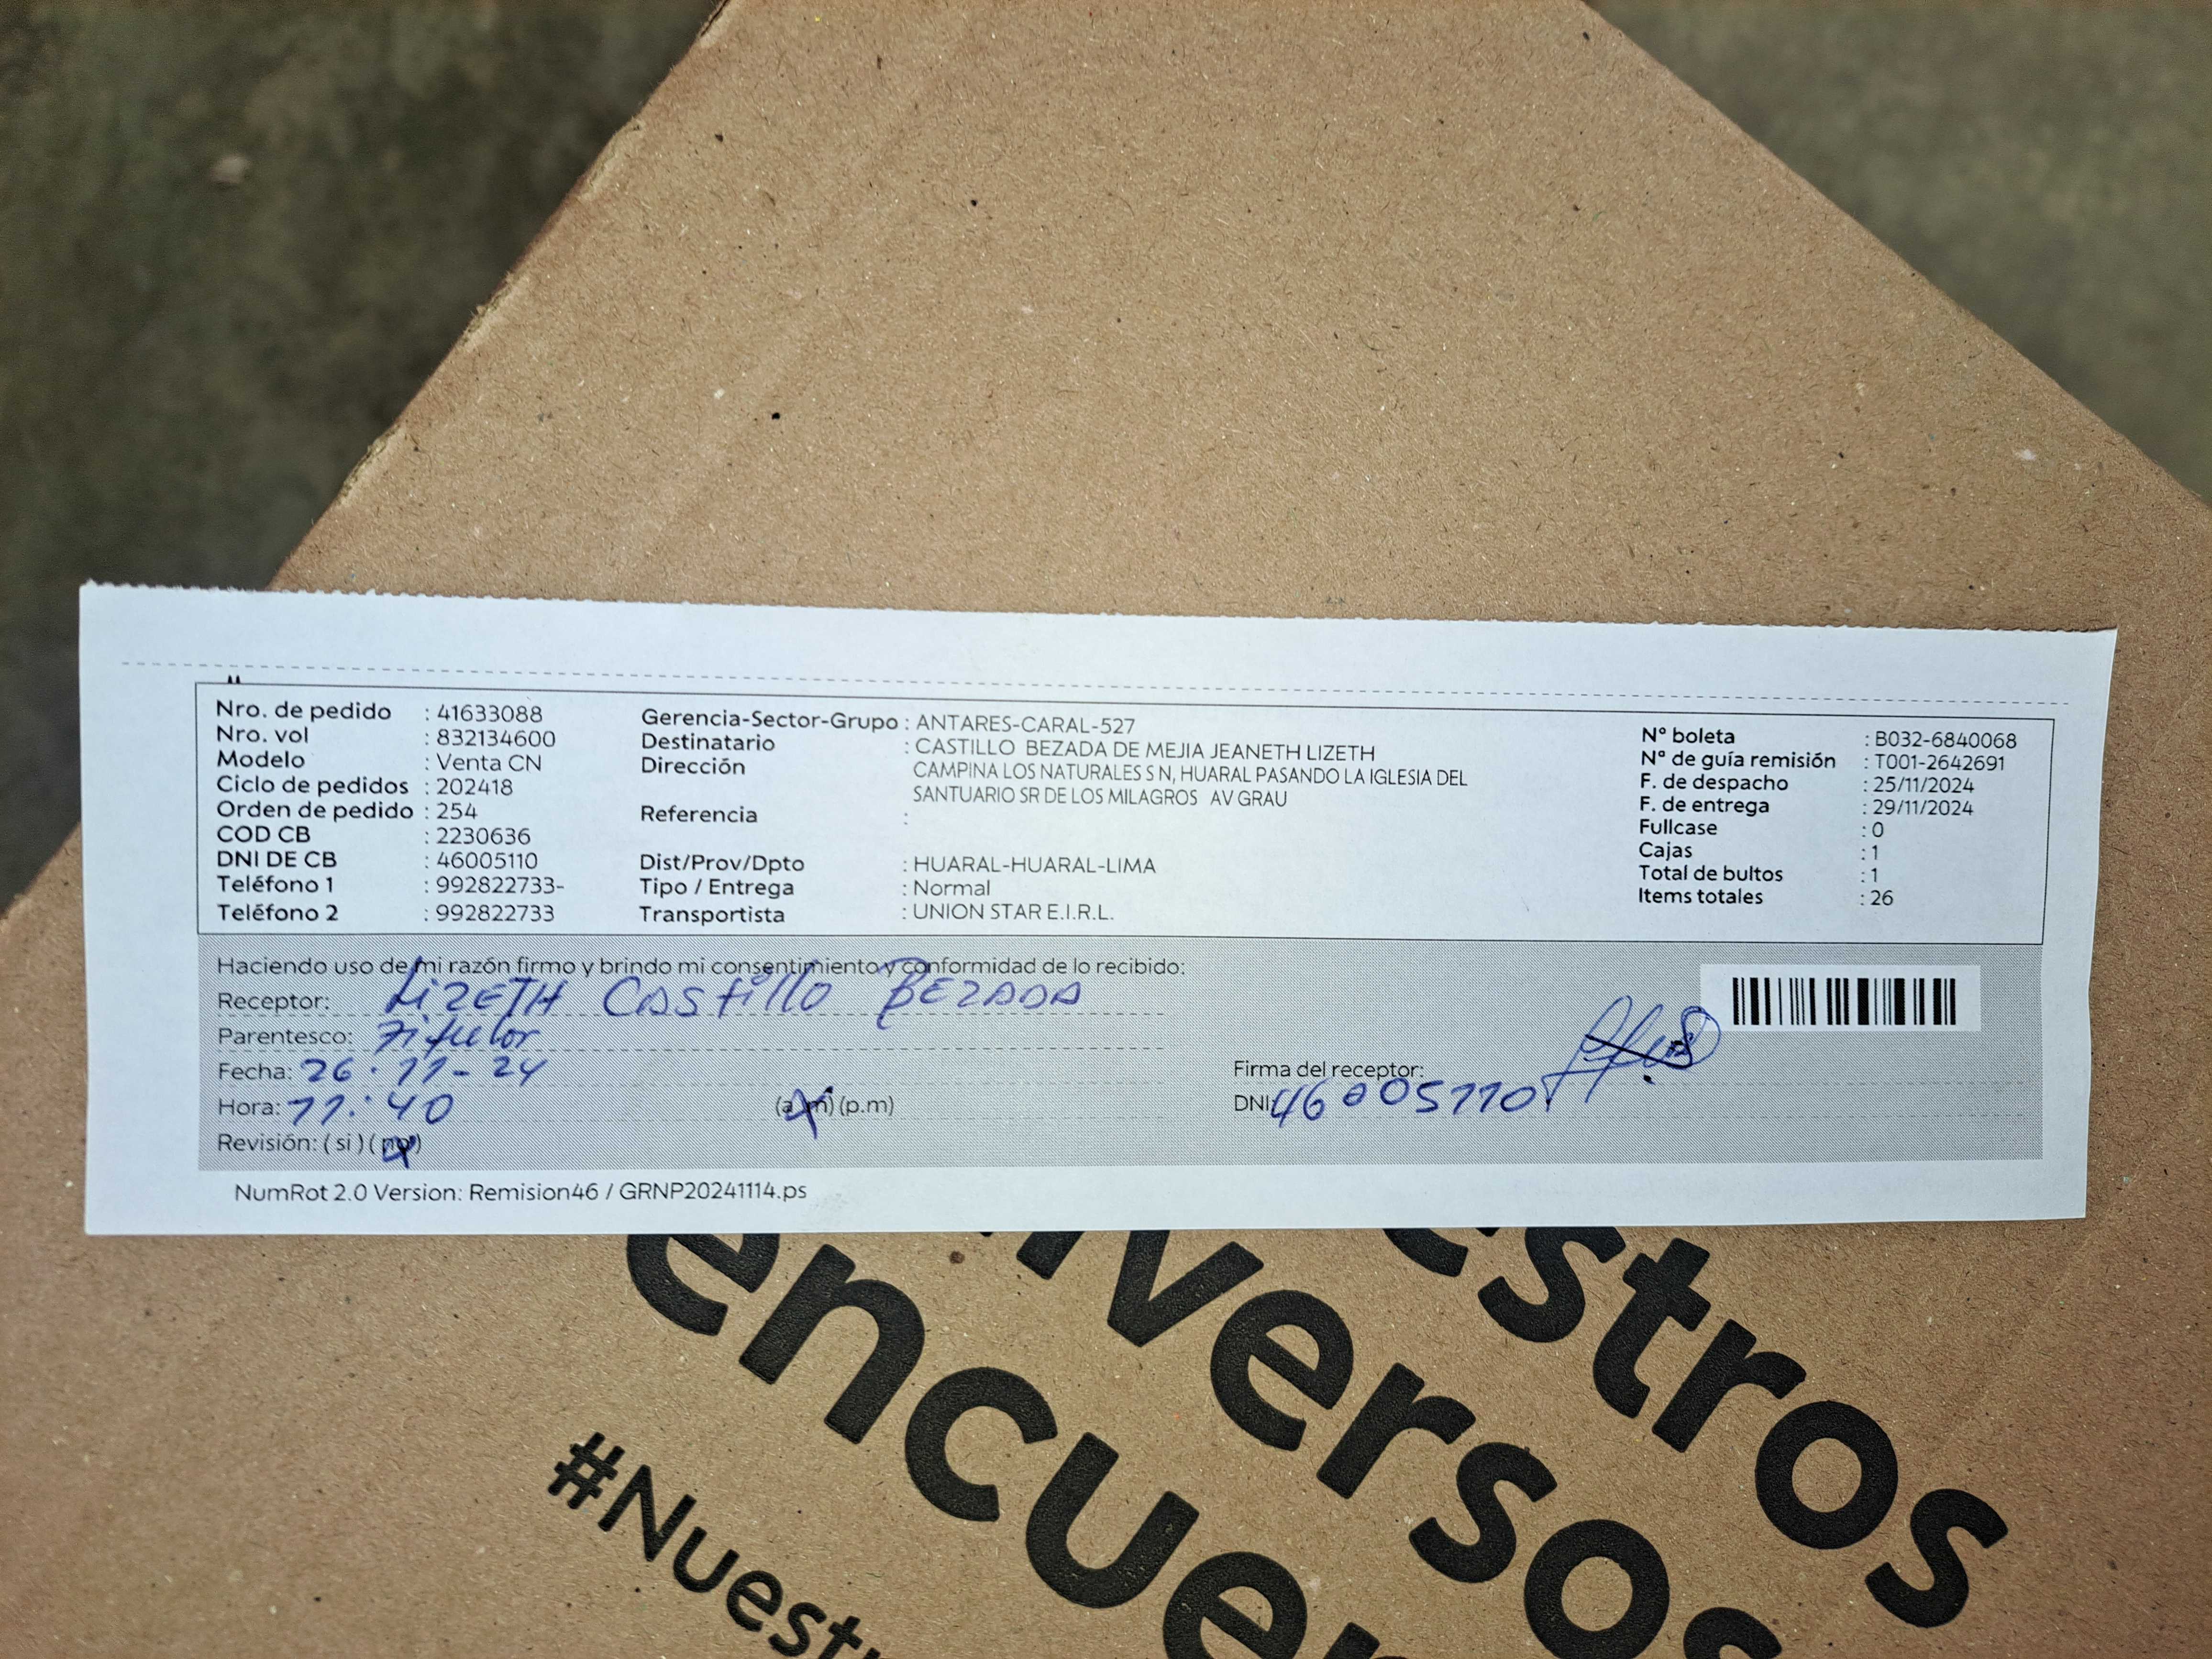 Nro. de pedido : 41633088
Nro. vol : 832134600
Modelo : Venta CN
Ciclo de pedidos : 202418
Orden de pedido : 254
COD CB : 2230636
DNI DE CB : 46005110
Teléfono 1 : 992822733-
Teléfono 2 : 992822733
Gerencia-Sector-Grupo : ANTARES-CARAL-527
Destinatario : CASTILLO BEZADA DE MEJIA JEANETH LIZETH
Dirección CAMPINA LOS NATURALES S N, HUARAL PASANDO LA IGLESIA DEL
SANTUARIO SR DE LOS MILAGROS AV GRAU
Referencia :
Dist/Prov/Dpto : HUARAL-HUARAL-LIMA
Tipo / Entrega : Normal
Transportista : UNION STAR E.I.R.L.
N° boleta : B032-6840068
N° de guía remisión : T001-2642691
F. de despacho : 25/11/2024
F. de entrega : 29/11/2024
Fullcase : 0
Cajas : 1
Total de bultos : 1
Items totales : 26
Haciendo uso de mi razón firmo y brindo mi consentimiento y conformidad de lo recibido:
Receptor: LIZETH CASTILLO BEZADA
Parentesco: Titular
Fecha: 26-11-24
Hora: 11:40 (a.m) (p.m)
Revisión: ( si ) ( no )
Firma del receptor:
DNI: 46005110
NumRot 2.0 Version: Remision46 / GRNP20241114.ps
encuen
#Nuestr